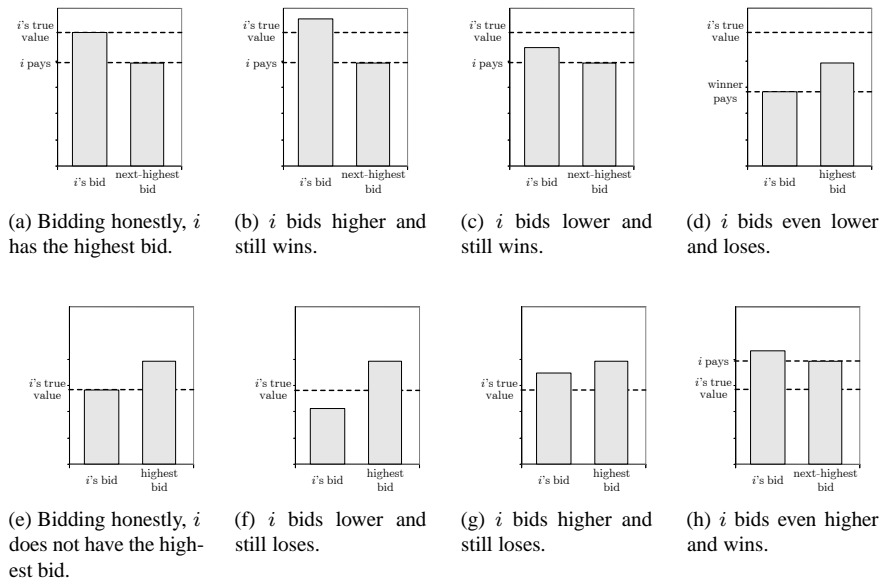 i's true
value
i pays
i's bid
next-highest
bid
(a) Bidding honestly, i
has the highest bid.
i's true
value
i pays
i's bid
next-highest
bid
(b) i bids higher and
still wins.
i's true
value
i pays
i's bid
next-highest
bid
(c) i bids lower and
still wins.
i's true
value
winner
pays
i's bid
highest
bid
(d) i bids even lower
and loses.
i's true
value
i's bid
highest
bid
(e) Bidding honestly, i
does not have the high-
est bid.
i's true
value
i's bid
highest
bid
(f) i bids lower and
still loses.
i's true
value
i's bid
highest
bid
(g) i bids higher and
still loses.
i pays
i's true
value
i's bid
next-highest
bid
(h) i bids even higher
and wins.